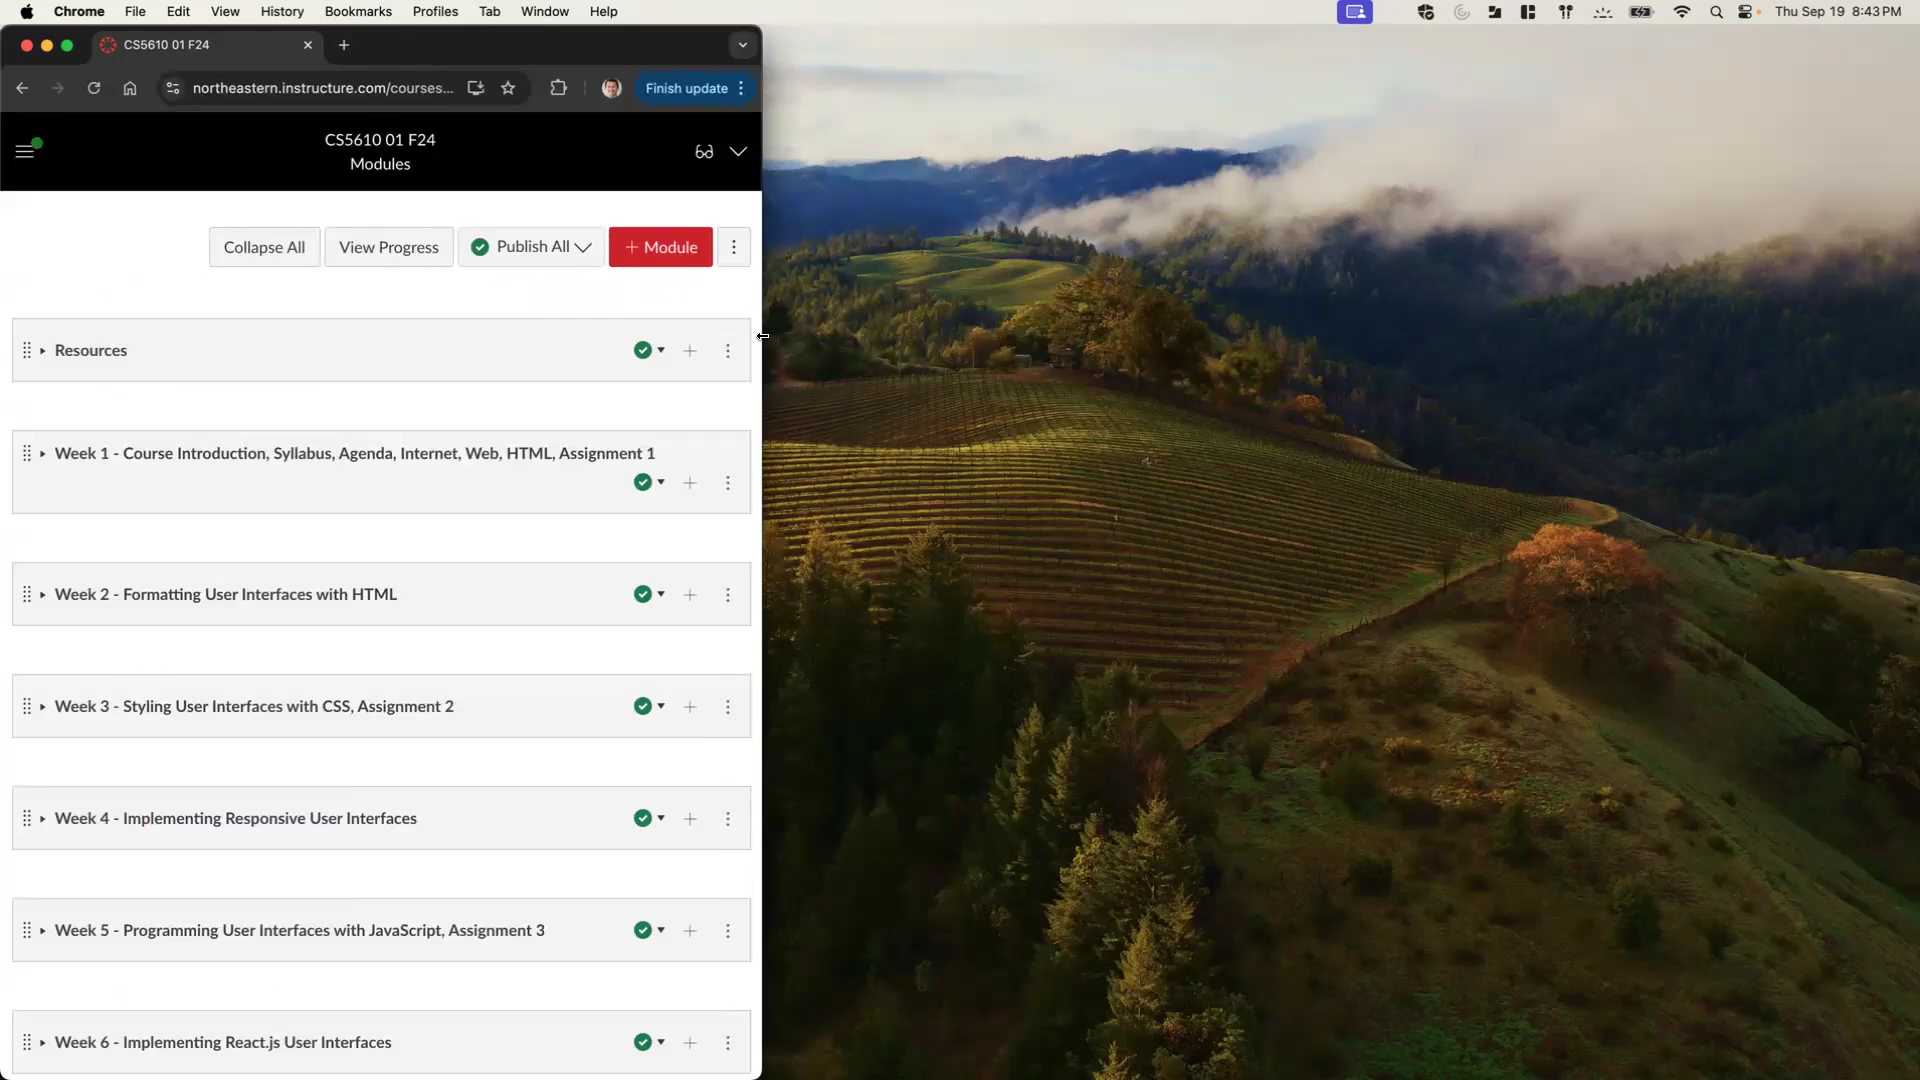 Chrome File Edit View History Bookmarks Profiles Tab Window Help Thu Sep 19 8:43 PM
CS5610 01 F24
northeastern.instructure.com/courses... Finish update
CS5610 01 F24
Modules
Collapse All View Progress Publish All + Module
Resources
Week 1 - Course Introduction, Syllabus, Agenda, Internet, Web, HTML, Assignment 1
Week 2 - Formatting User Interfaces with HTML
Week 3 - Styling User Interfaces with CSS, Assignment 2
Week 4 - Implementing Responsive User Interfaces
Week 5 - Programming User Interfaces with JavaScript, Assignment 3
Week 6 - Implementing React.js User Interfaces